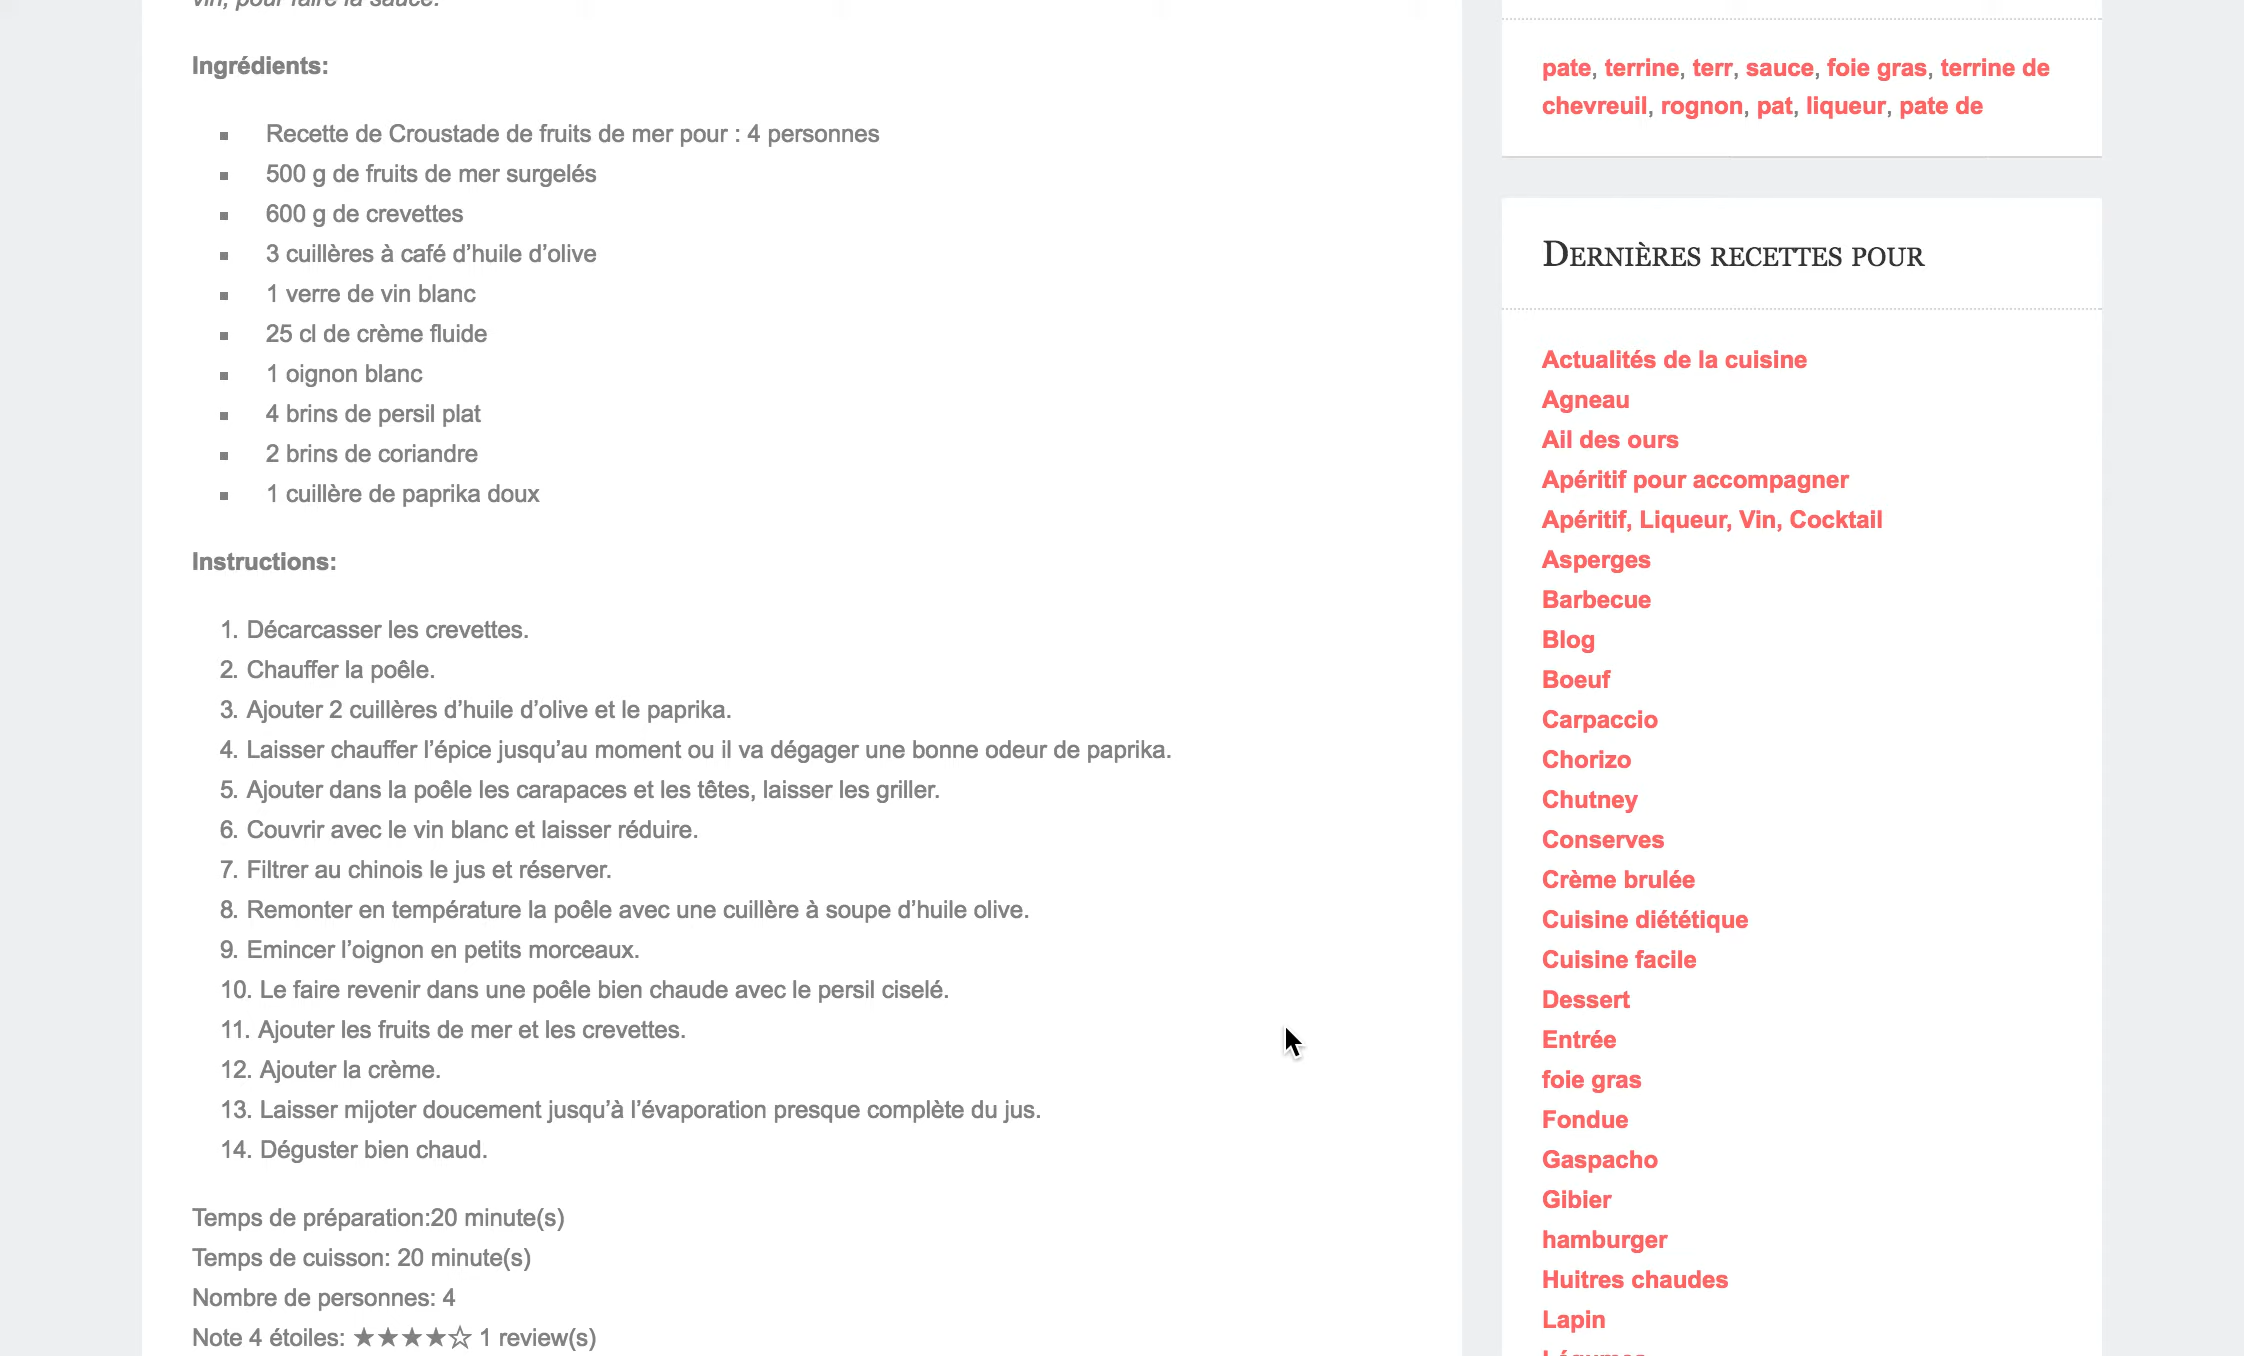 vin, pour faire la sauce.
Ingrédients:
Recette de Croustade de fruits de mer pour : 4 personnes
500 g de fruits de mer surgelés
600 g de crevettes
3 cuillères à café d’huile d’olive
1 verre de vin blanc
25 cl de crème fluide
1 oignon blanc
4 brins de persil plat
2 brins de coriandre
1 cuillère de paprika doux
Instructions:
1. Décarcasser les crevettes.
2. Chauffer la poêle.
3. Ajouter 2 cuillères d’huile d’olive et le paprika.
4. Laisser chauffer l’épice jusqu’au moment ou il va dégager une bonne odeur de paprika.
5. Ajouter dans la poêle les carapaces et les têtes, laisser les griller.
6. Couvrir avec le vin blanc et laisser réduire.
7. Filtrer au chinois le jus et réserver.
8. Remonter en température la poêle avec une cuillère à soupe d’huile olive.
9. Emincer l’oignon en petits morceaux.
10. Le faire revenir dans une poêle bien chaude avec le persil ciselé.
11. Ajouter les fruits de mer et les crevettes.
12. Ajouter la crème.
13. Laisser mijoter doucement jusqu’à l’évaporation presque complète du jus.
14. Déguster bien chaud.
Temps de préparation:20 minute(s)
Temps de cuisson: 20 minute(s)
Nombre de personnes: 4
Note 4 étoiles: ★★★★☆ 1 review(s)
pate, terrine, terr, sauce, foie gras, terrine de
chevreuil, rognon, pat, liqueur, pate de
Dernières recettes pour
Actualités de la cuisine
Agneau
Ail des ours
Apéritif pour accompagner
Apéritif, Liqueur, Vin, Cocktail
Asperges
Barbecue
Blog
Boeuf
Carpaccio
Chorizo
Chutney
Conserves
Crème brulée
Cuisine diététique
Cuisine facile
Dessert
Entrée
foie gras
Fondue
Gaspacho
Gibier
hamburger
Huitres chaudes
Lapin
Légumes